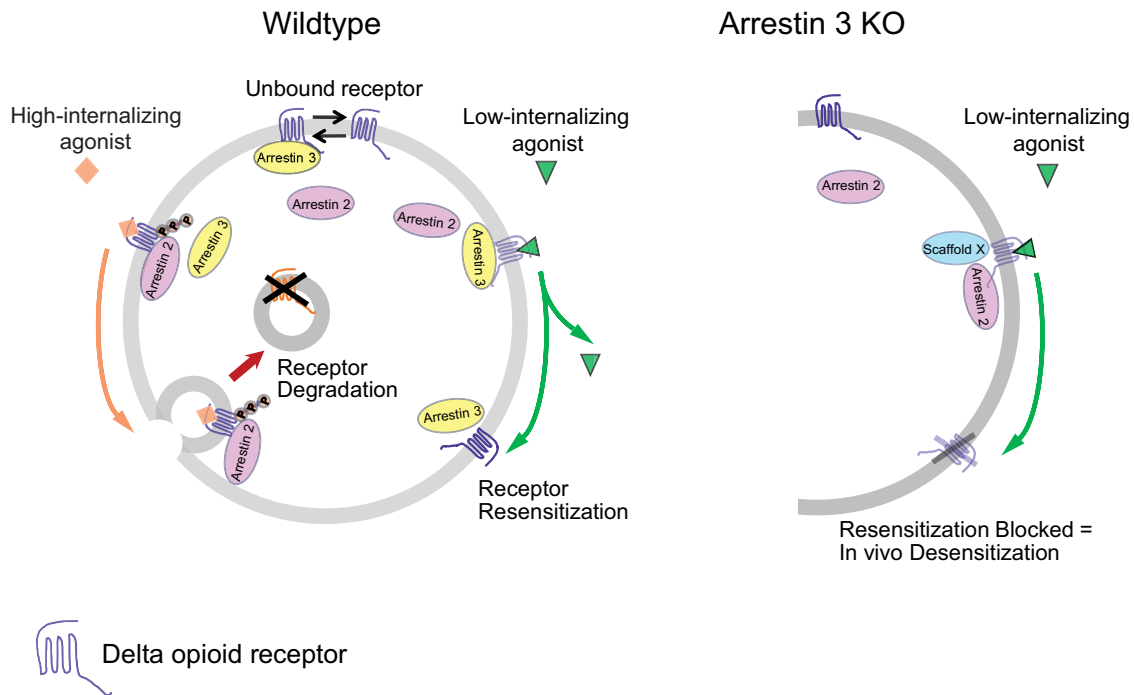 Wildtype
Arrestin 3 KO
Unbound receptor
High-internalizing
agonist
Low-internalizing
agonist
Low-internalizing
agonist
Arrestin 3
Arrestin 2
Arrestin 2
Arrestin 2
P P P
Arrestin 2
Arrestin 3
Arrestin 3
Scaffold X
Arrestin 2
Receptor
Degradation
P P P
Arrestin 2
Arrestin 3
Receptor
Resensitization
Resensitization Blocked =
In vivo Desensitization
Delta opioid receptor